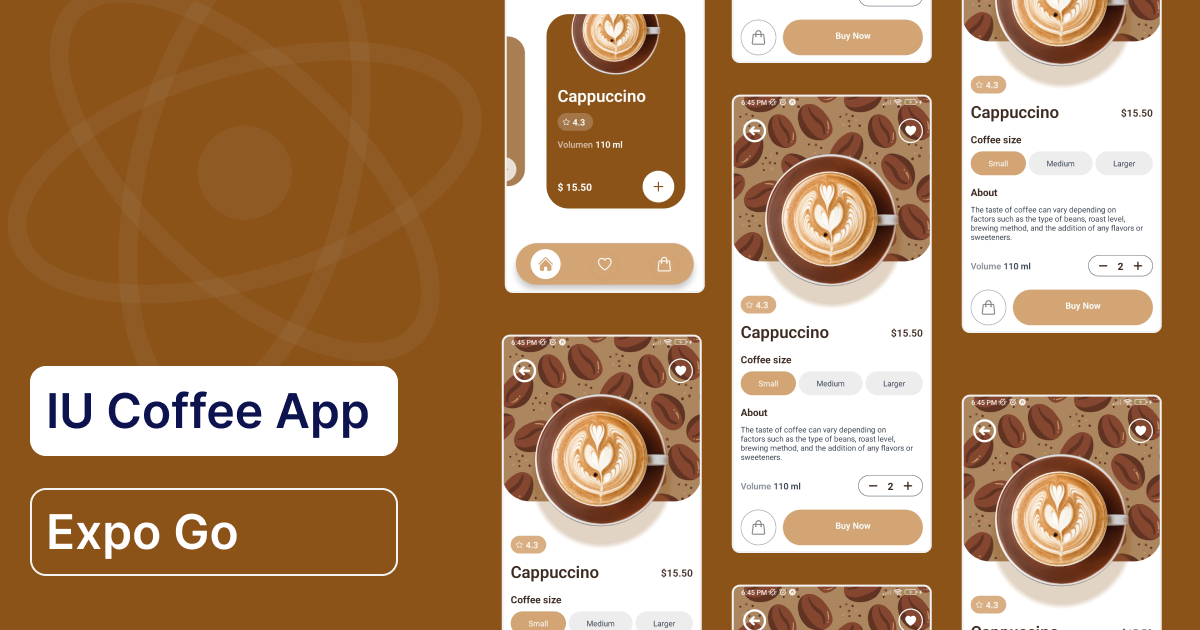 IU Coffee App
Expo Go
Cappuccino
4.3
Volumen 110 ml
$ 15.50
6:45 PM
4.3
Cappuccino
$15.50
Coffee size
Small
Medium
Larger
Buy Now
6:45 PM
4.3
Cappuccino
$15.50
Coffee size
Small
Medium
Larger
About
The taste of coffee can vary depending on
factors such as the type of beans, roast level,
brewing method, and the addition of any flavors or
sweeteners.
Volume 110 ml
2
Buy Now
6:45 PM
4.3
Cappuccino
$15.50
Coffee size
Small
Medium
Larger
About
The taste of coffee can vary depending on
factors such as the type of beans, roast level,
brewing method, and the addition of any flavors or
sweeteners.
Volume 110 ml
2
Buy Now
6:45 PM
4.3